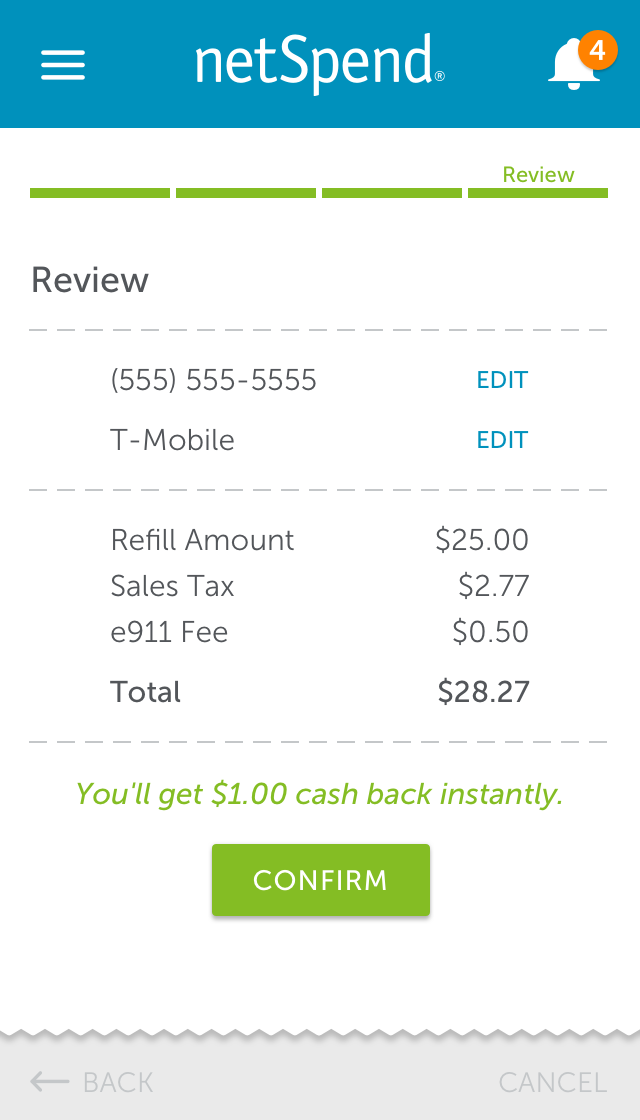 netSpend®
4
Review
Review
(555) 555-5555 EDIT
T-Mobile EDIT
Refill Amount $25.00
Sales Tax $2.77
e911 Fee $0.50
Total $28.27
You'll get $1.00 cash back instantly.
CONFIRM
BACK CANCEL